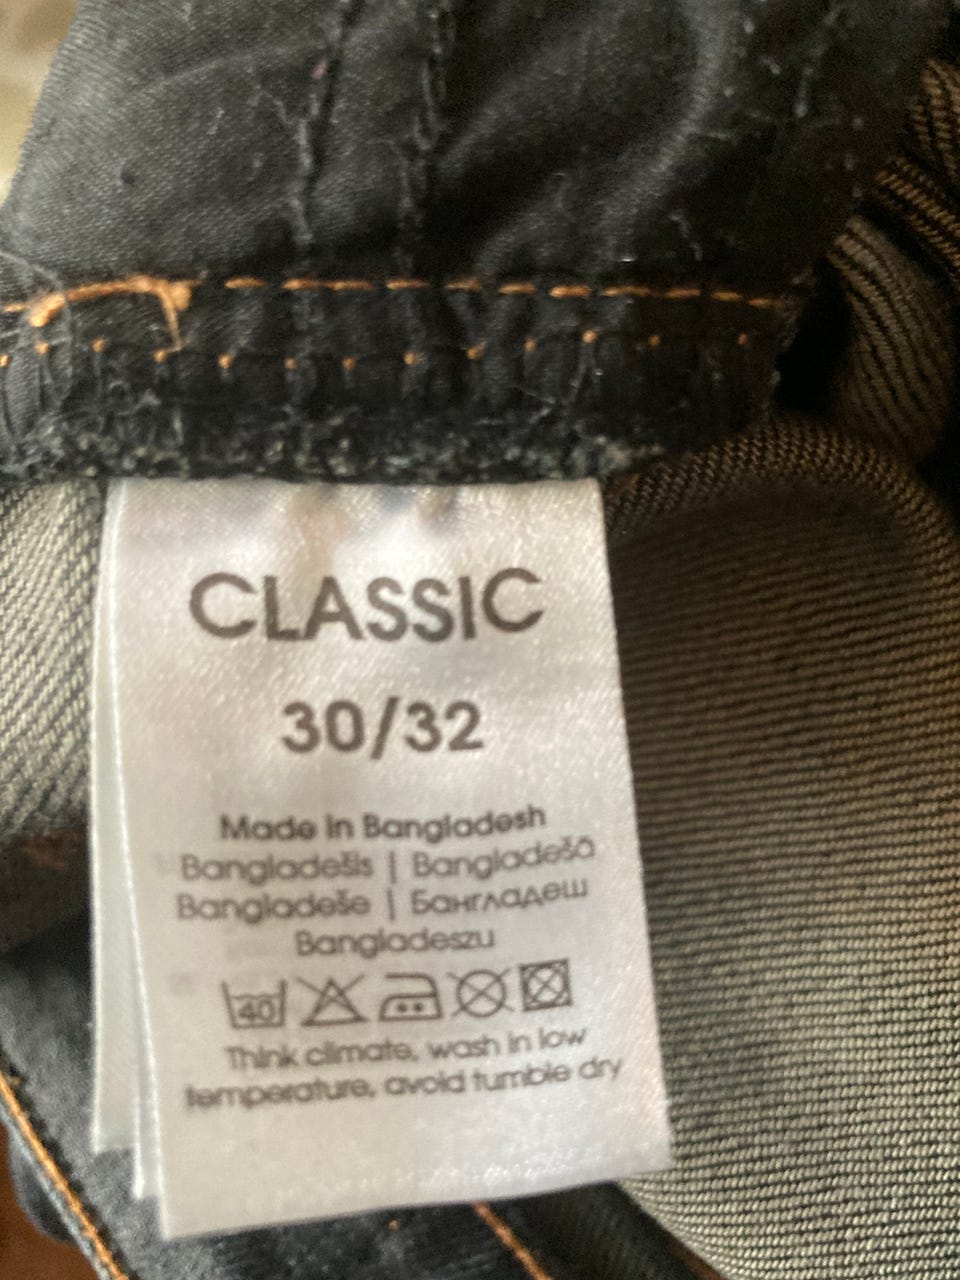 CLASSIC
30/32
Made in Bangladesh
Bangladešis | Bangladešā
Bangladeše | Бангладеш
Bangladeszu
40
Think climate, wash in low
temperature, avoid tumble dry